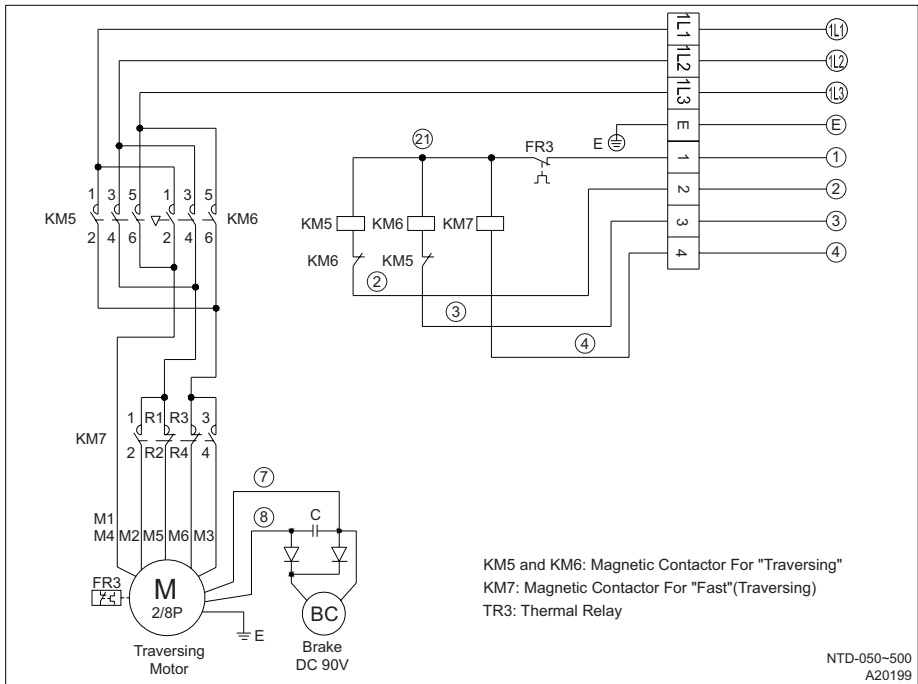 1L1 1L1
1L2 1L2
1L3 1L3
E E E
21 FR3 1 1
2 2
1 3 5 1 3 5
KM5 KM6
2 4 6 2 4 6
KM5 KM6 KM7 3 3
KM6 KM5 4 4
2
3
4
1 R1 R3 3
KM7
2 R2 R4 4
7
8 C
M1
M4 M2 M5 M6 M3
FR3
M
2/8P
E
BC
Traversing
Motor
Brake
DC 90V
KM5 and KM6: Magnetic Contactor For "Traversing"
KM7: Magnetic Contactor For "Fast"(Traversing)
TR3: Thermal Relay
NTD-050~500
A20199